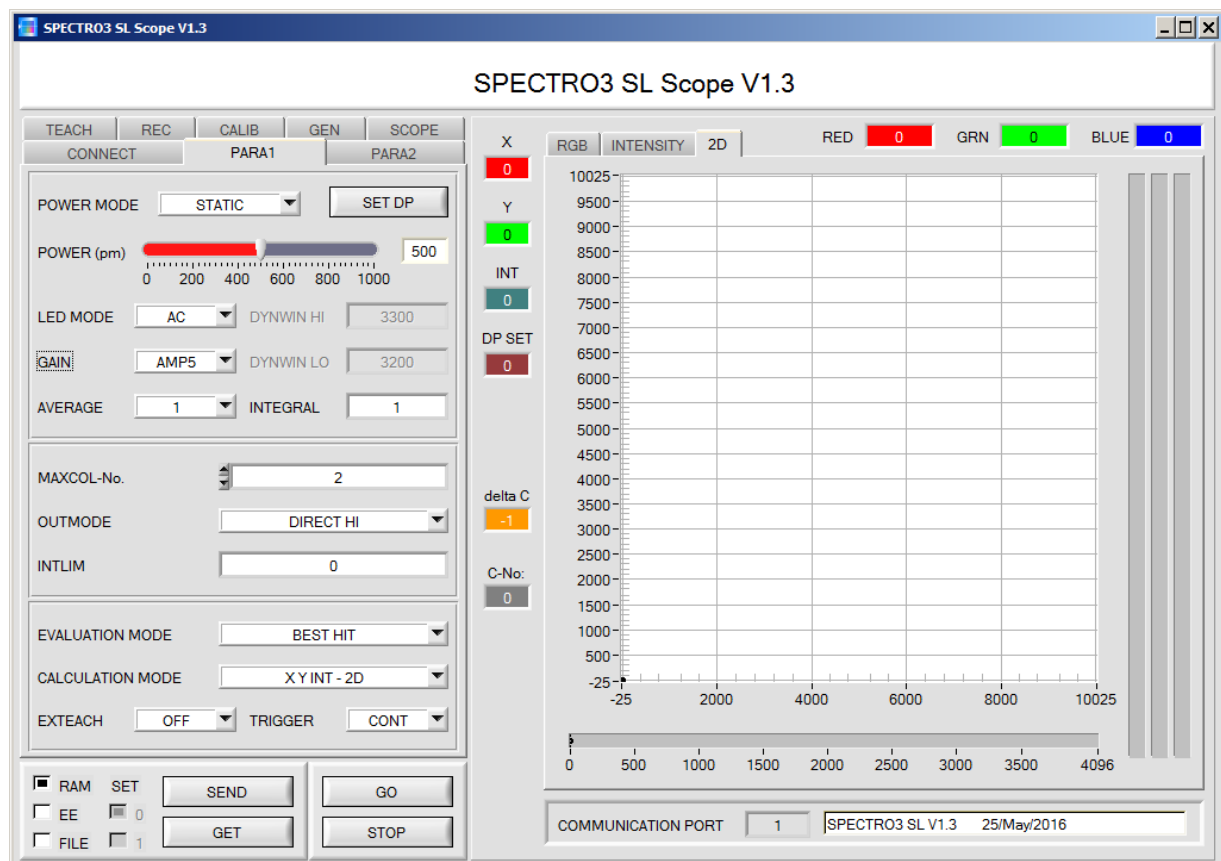 SPECTRO3 SL Scope V1.3
SPECTRO3 SL Scope V1.3
TEACH REC CALIB GEN SCOPE
CONNECT PARA1 PARA2
POWER MODE STATIC SET DP
POWER (pm) 500
0 200 400 600 800 1000
LED MODE AC DYNWIN HI 3300
GAIN AMP5 DYNWIN LO 3200
AVERAGE 1 INTEGRAL 1
MAXCOL-No. 2
OUTMODE DIRECT HI
INTLIM 0
EVALUATION MODE BEST HIT
CALCULATION MODE X Y INT - 2D
EXTEACH OFF TRIGGER CONT
RAM SET SEND GO
EE 0
FILE 1 GET STOP
X
0
Y
0
INT
0
DP SET
0
delta C
-1
C-No:
0
RGB INTENSITY 2D RED 0 GRN 0 BLUE 0
10025
9500
9000
8500
8000
7500
7000
6500
6000
5500
5000
4500
4000
3500
3000
2500
2000
1500
1000
500
-25
-25 2000 4000 6000 8000 10025
0 500 1000 1500 2000 2500 3000 3500 4096
COMMUNICATION PORT 1 SPECTRO3 SL V1.3 25/May/2016